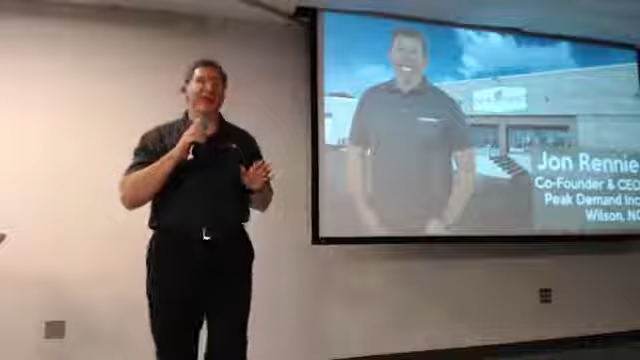 Jon Rennie
Co-Founder & CEO
Peak Demand Inc
Wilson, NC